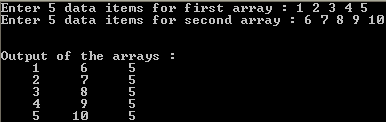 Enter 5 data items for first array : 1 2 3 4 5
Enter 5 data items for second array : 6 7 8 9 10
Output of the arrays :
1 6 5
2 7 5
3 8 5
4 9 5
5 10 5